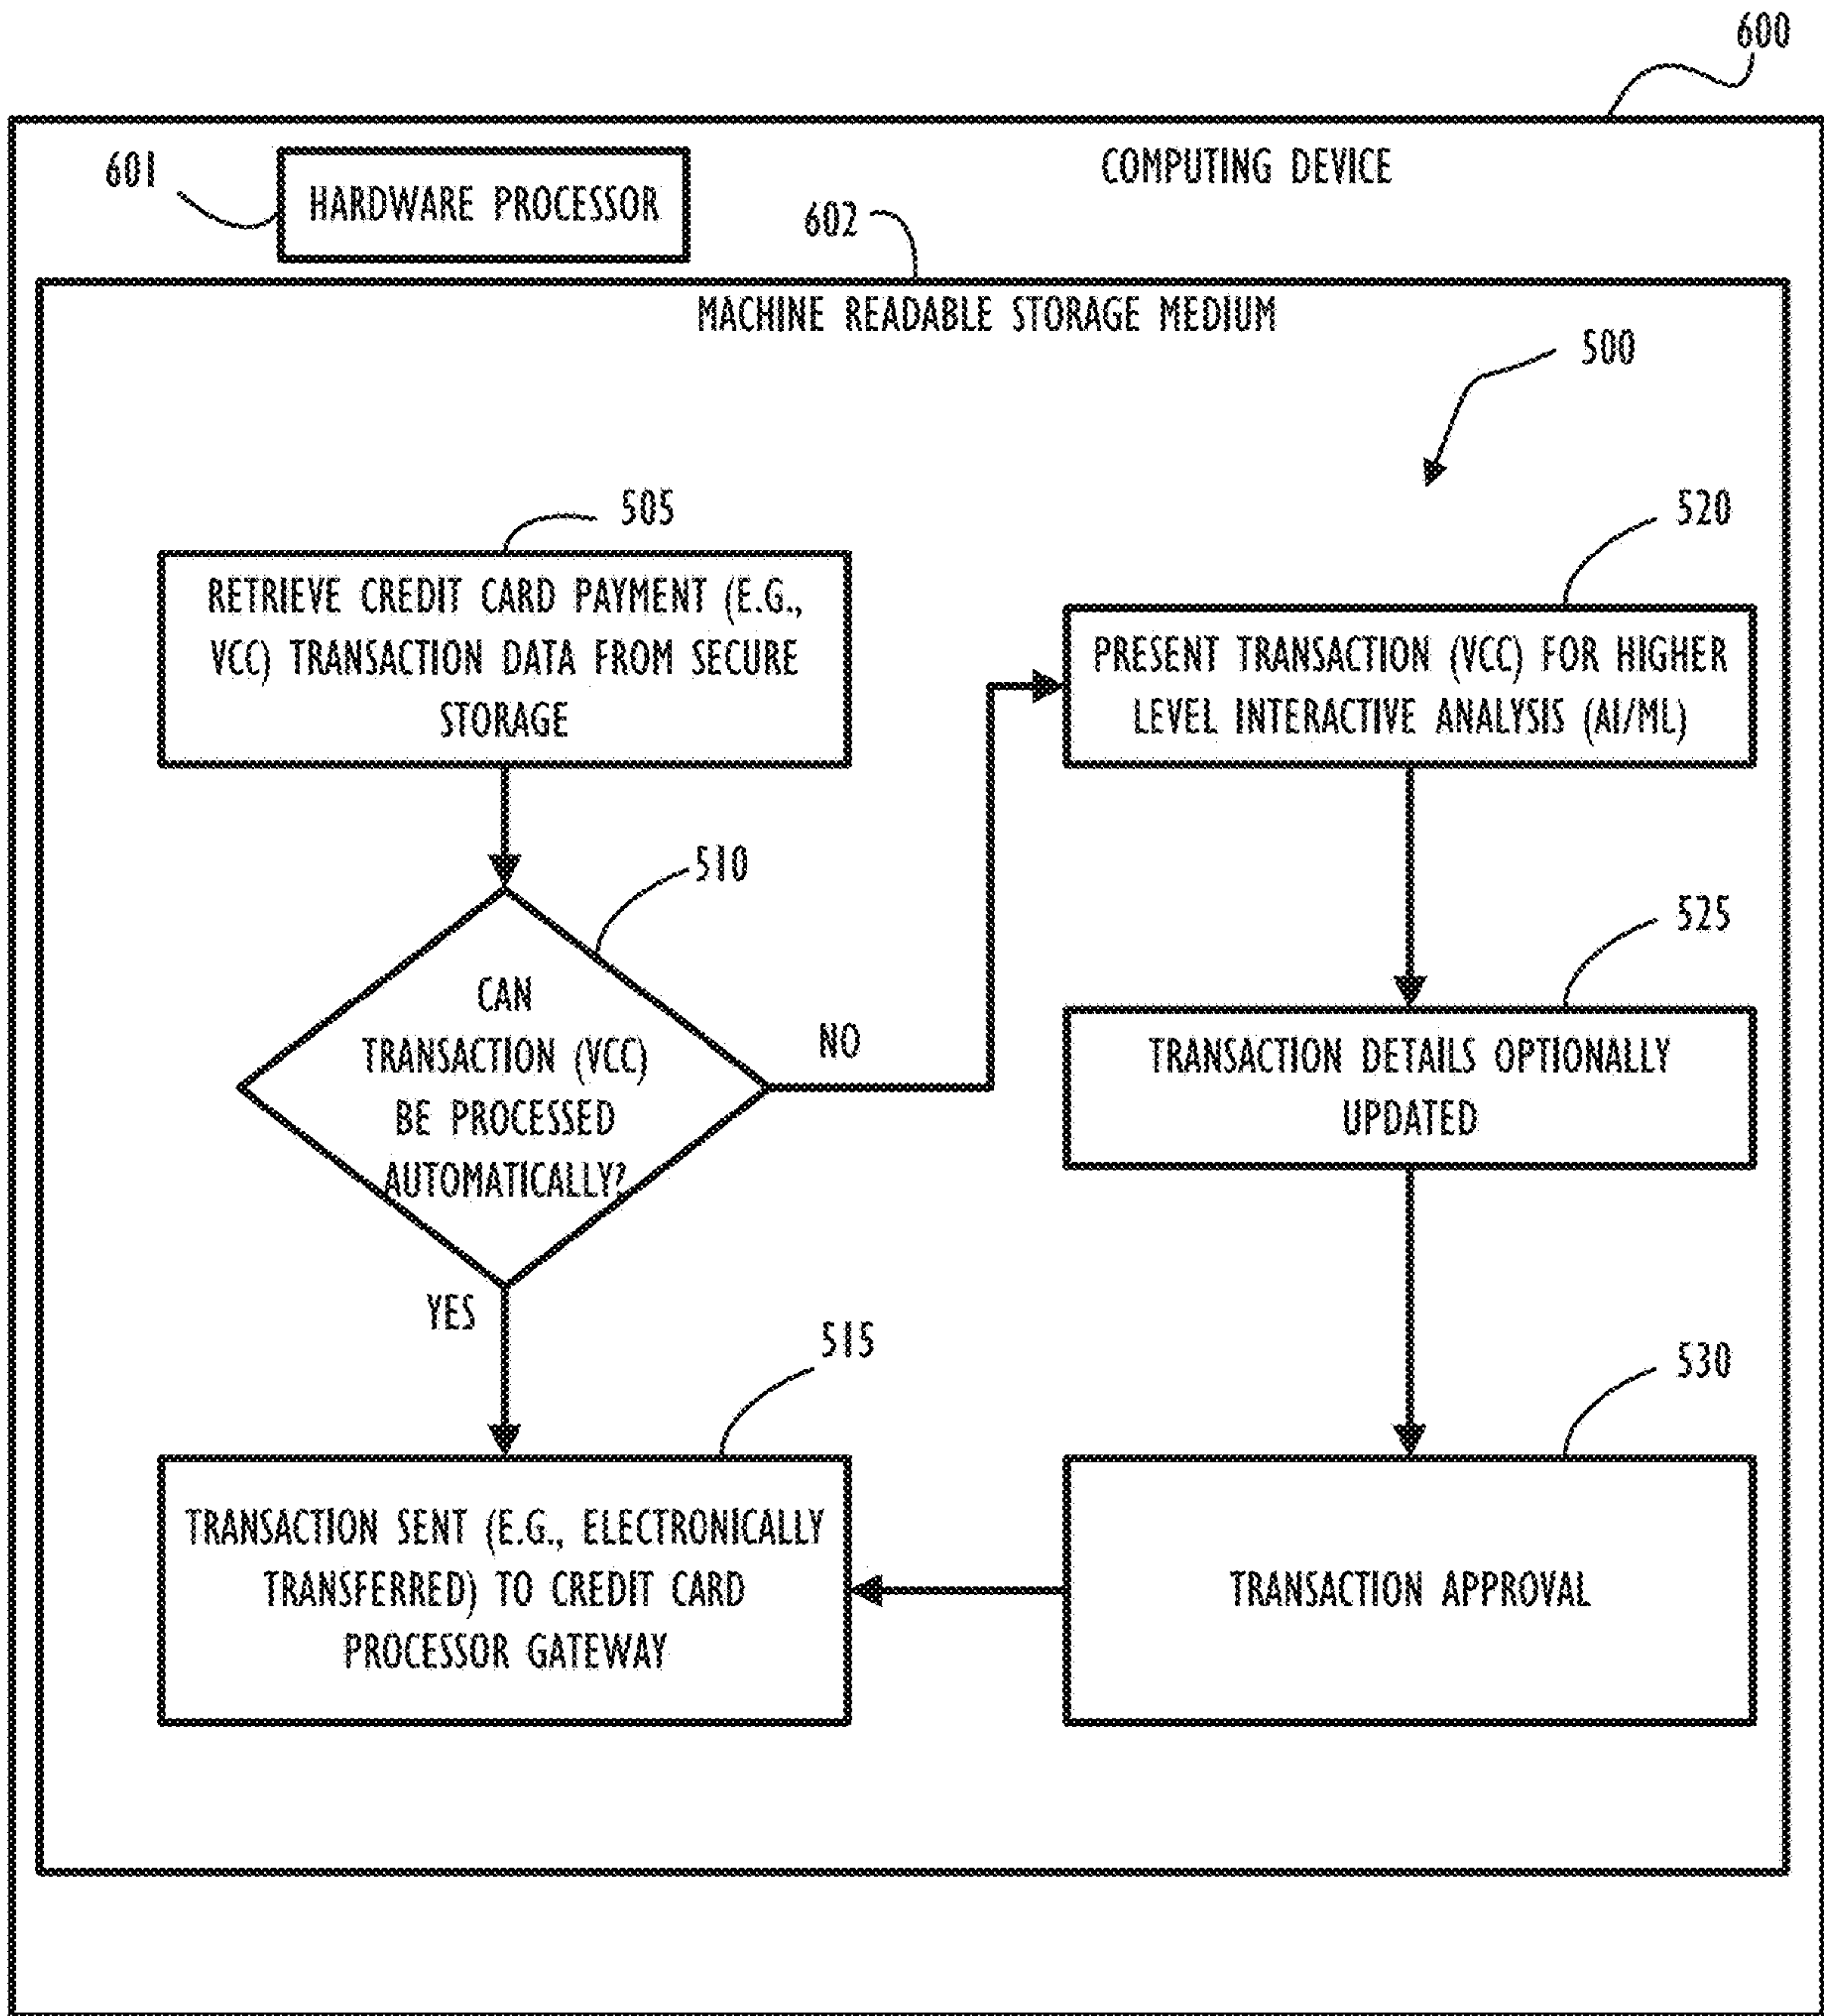 600
COMPUTING DEVICE
601
HARDWARE PROCESSOR
602
MACHINE READABLE STORAGE MEDIUM
500
505
RETRIEVE CREDIT CARD PAYMENT (E.G.,
VCC) TRANSACTION DATA FROM SECURE
STORAGE
510
CAN
TRANSACTION (VCC)
BE PROCESSED
AUTOMATICALLY?
NO
YES
515
TRANSACTION SENT (E.G., ELECTRONICALLY
TRANSFERRED) TO CREDIT CARD
PROCESSOR GATEWAY
520
PRESENT TRANSACTION (VCC) FOR HIGHER
LEVEL INTERACTIVE ANALYSIS (AI/ML)
525
TRANSACTION DETAILS OPTIONALLY
UPDATED
530
TRANSACTION APPROVAL